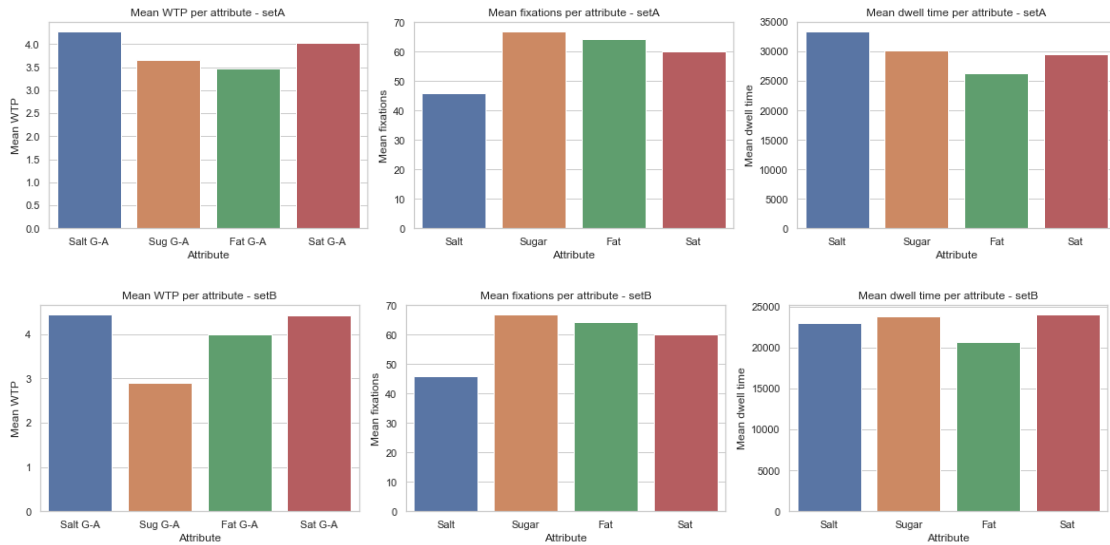 Mean WTP per attribute - setA
Mean WTP
4.0
3.5
3.0
2.5
2.0
1.5
1.0
0.5
0.0
Salt G-A Sug G-A Fat G-A Sat G-A
Attribute
Mean fixations per attribute - setA
Mean fixations
70
60
50
40
30
20
10
0
Salt Sugar Fat Sat
Attribute
Mean dwell time per attribute - setA
Mean dwell time
35000
30000
25000
20000
15000
10000
5000
0
Salt Sugar Fat Sat
Attribute
Mean WTP per attribute - setB
Mean WTP
4
3
2
1
0
Salt G-A Sug G-A Fat G-A Sat G-A
Attribute
Mean fixations per attribute - setB
Mean fixations
70
60
50
40
30
20
10
0
Salt Sugar Fat Sat
Attribute
Mean dwell time per attribute - setB
Mean dwell time
25000
20000
15000
10000
5000
0
Salt Sugar Fat Sat
Attribute